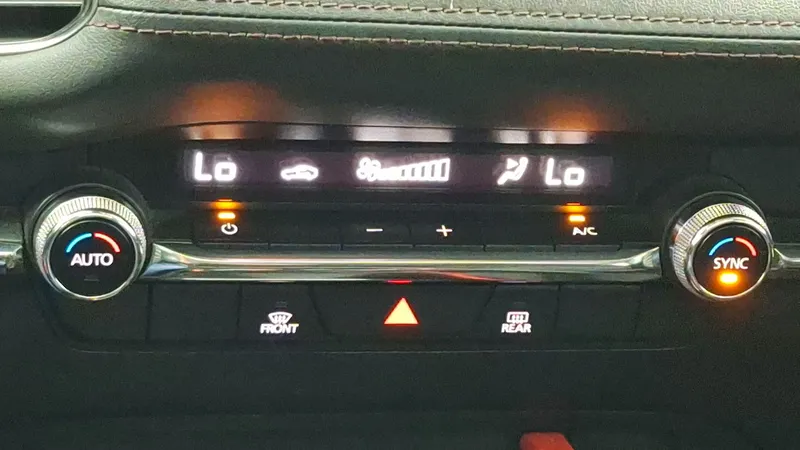 Lo Lo
− + A/C
AUTO SYNC
FRONT REAR